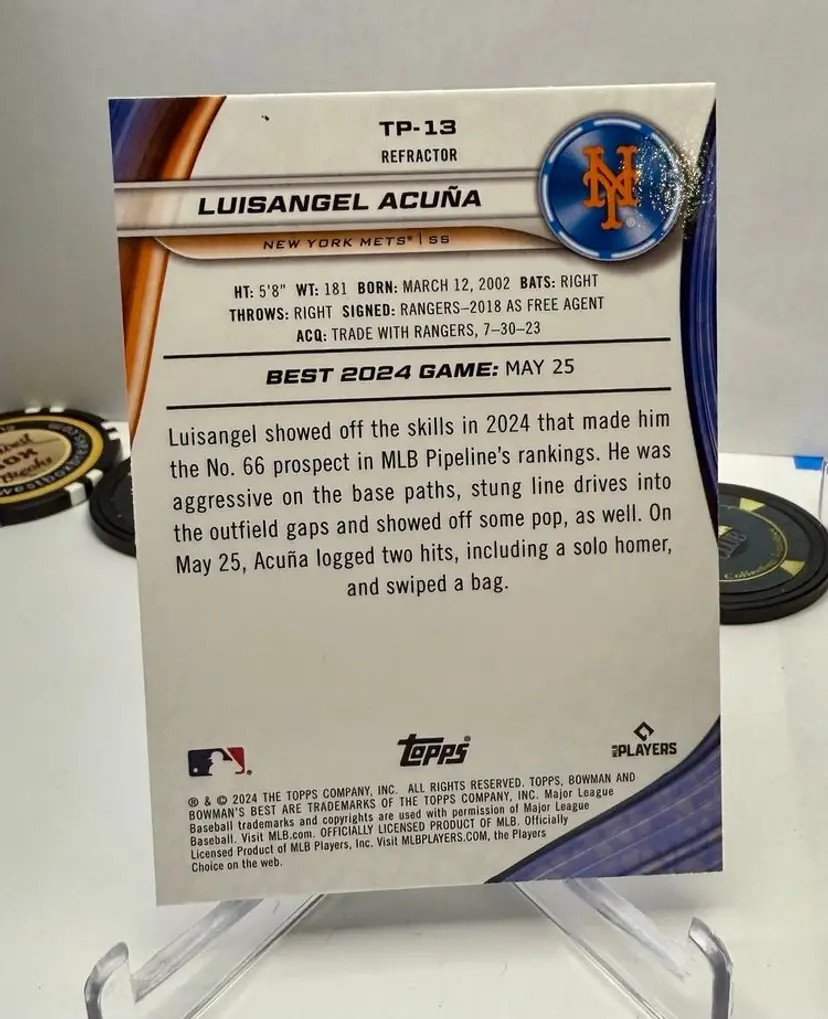 TP-13
REFRACTOR
LUISANGEL ACUÑA
NY
NEW YORK METS® | SS
HT: 5'8" WT: 181 BORN: MARCH 12, 2002 BATS: RIGHT
THROWS: RIGHT SIGNED: RANGERS–2018 AS FREE AGENT
ACQ: TRADE WITH RANGERS, 7–30–23
BEST 2024 GAME: MAY 25
Luisangel showed off the skills in 2024 that made him
the No. 66 prospect in MLB Pipeline's rankings. He was
aggressive on the base paths, stung line drives into
the outfield gaps and showed off some pop, as well. On
May 25, Acuña logged two hits, including a solo homer,
and swiped a bag.
topps®
PLAYERS
® & © 2024 THE TOPPS COMPANY, INC. ALL RIGHTS RESERVED. TOPPS, BOWMAN AND
BOWMAN'S BEST ARE TRADEMARKS OF THE TOPPS COMPANY, INC. Major League
Baseball trademarks and copyrights are used with permission of Major League
Baseball. Visit MLB.com. OFFICIALLY LICENSED PRODUCT OF MLB. Officially
Licensed Product of MLB Players, Inc. Visit MLBPLAYERS.COM, the Players
Choice on the web.